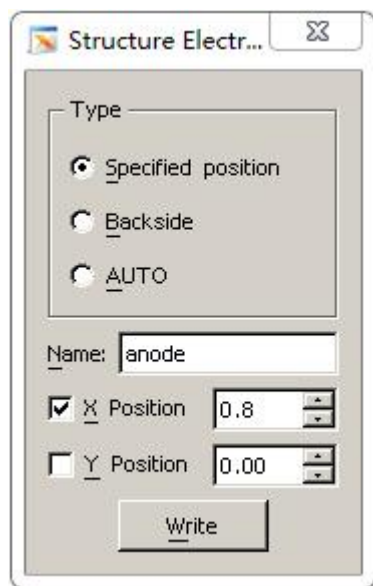 Structure Electr...
Type
Specified position
Backside
AUTO
Name: anode
X Position 0.8
Y Position 0.00
Write